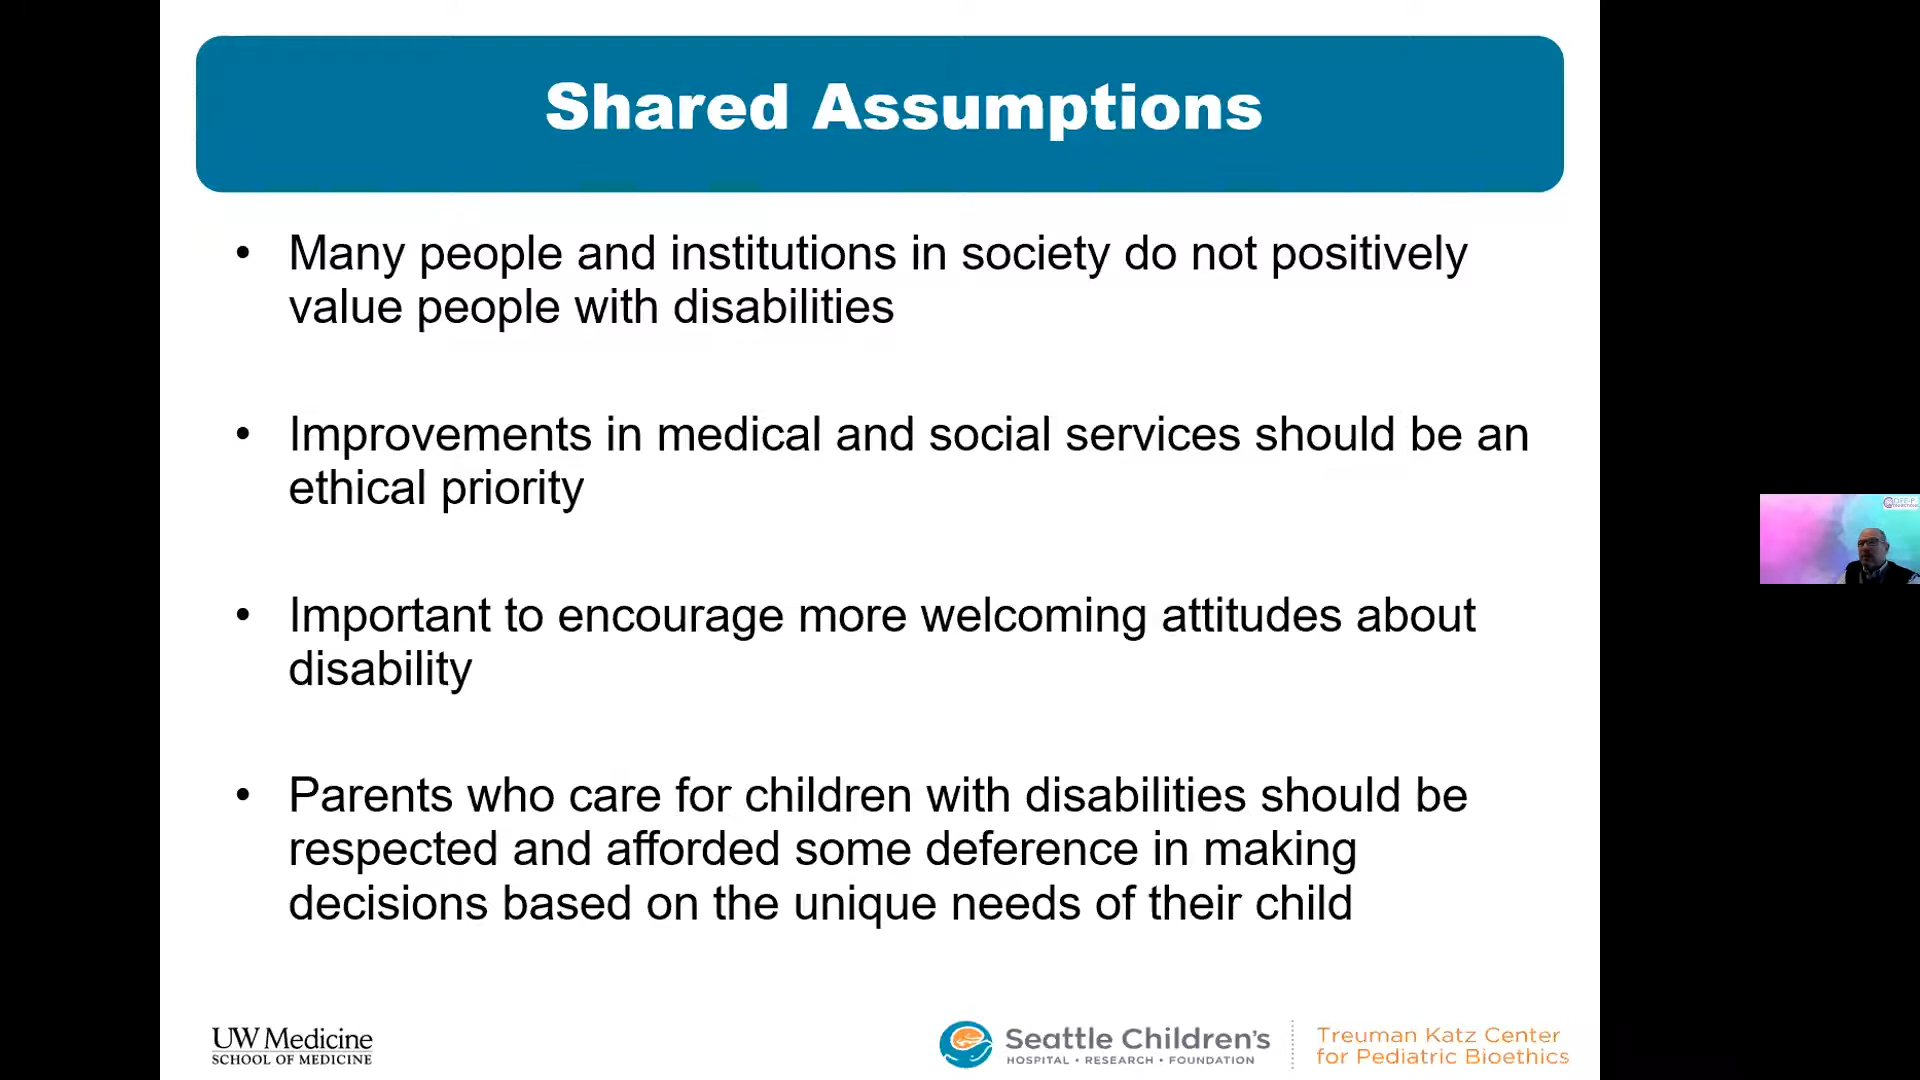 Shared Assumptions
• Many people and institutions in society do not positively
value people with disabilities
• Improvements in medical and social services should be an
ethical priority
• Important to encourage more welcoming attitudes about
disability
• Parents who care for children with disabilities should be
respected and afforded some deference in making
decisions based on the unique needs of their child
UW Medicine
SCHOOL OF MEDICINE
Seattle Children's
HOSPITAL • RESEARCH • FOUNDATION
Treuman Katz Center
for Pediatric Bioethics